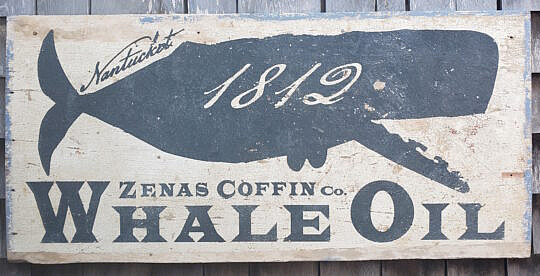 Nantucket
1812
ZENAS COFFIN Co.
WHALE OIL